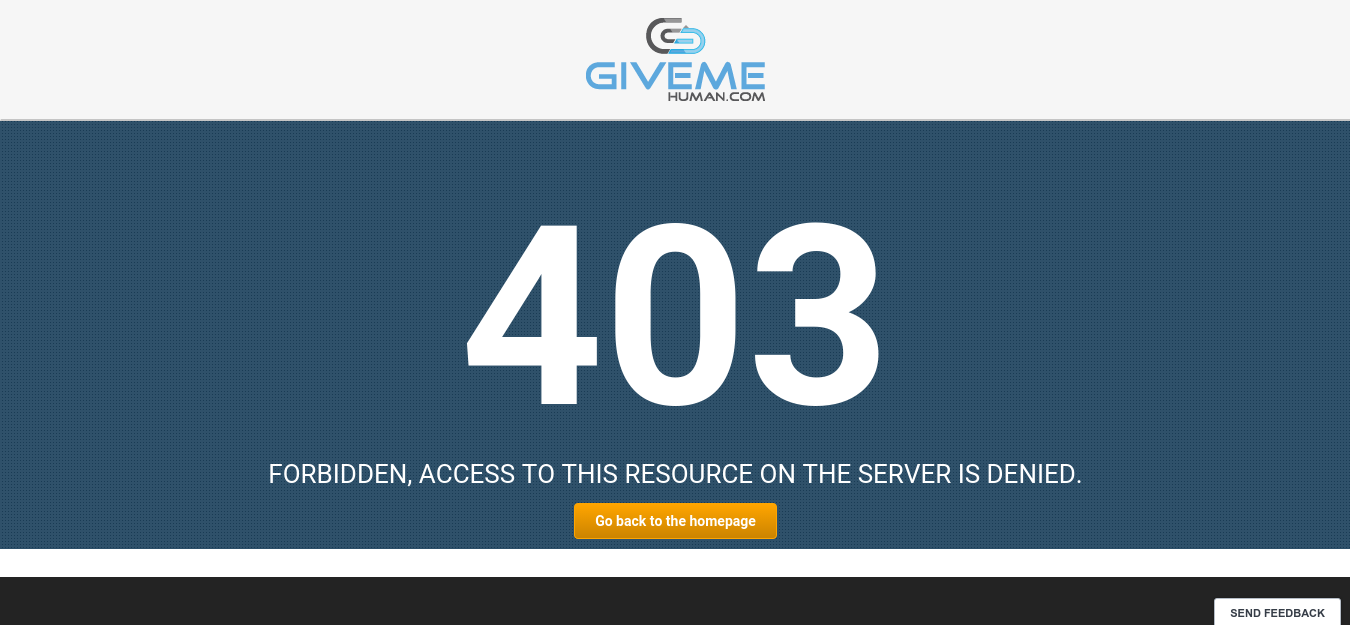 GIVEME
HUMAN.COM
403
FORBIDDEN, ACCESS TO THIS RESOURCE ON THE SERVER IS DENIED.
Go back to the homepage
SEND FEEDBACK